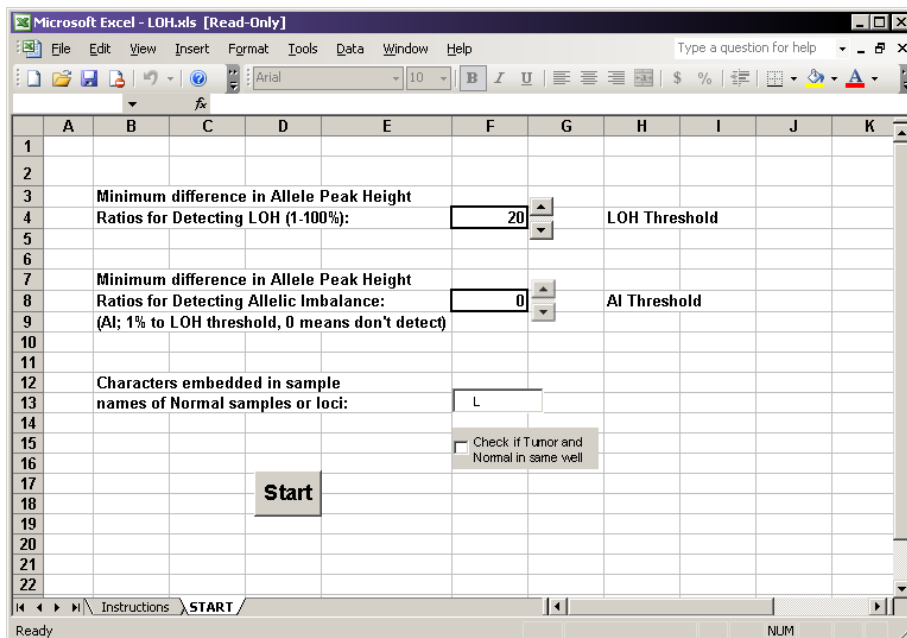 Microsoft Excel - LOH.xls [Read-Only]
File Edit View Insert Format Tools Data Window Help Type a question for help
Arial 10 B I U $ % A
fx
A B C D E F G H I J K
1
2
3 Minimum difference in Allele Peak Height
4 Ratios for Detecting LOH (1-100%): 20 LOH Threshold
5
6
7 Minimum difference in Allele Peak Height
8 Ratios for Detecting Allelic Imbalance: 0 AI Threshold
9 (AI; 1% to LOH threshold, 0 means don't detect)
10
11
12 Characters embedded in sample
13 names of Normal samples or loci: L
14
15 Check if Tumor and
16 Normal in same well
17
Start
18
19
20
21
22
Instructions START
Ready NUM